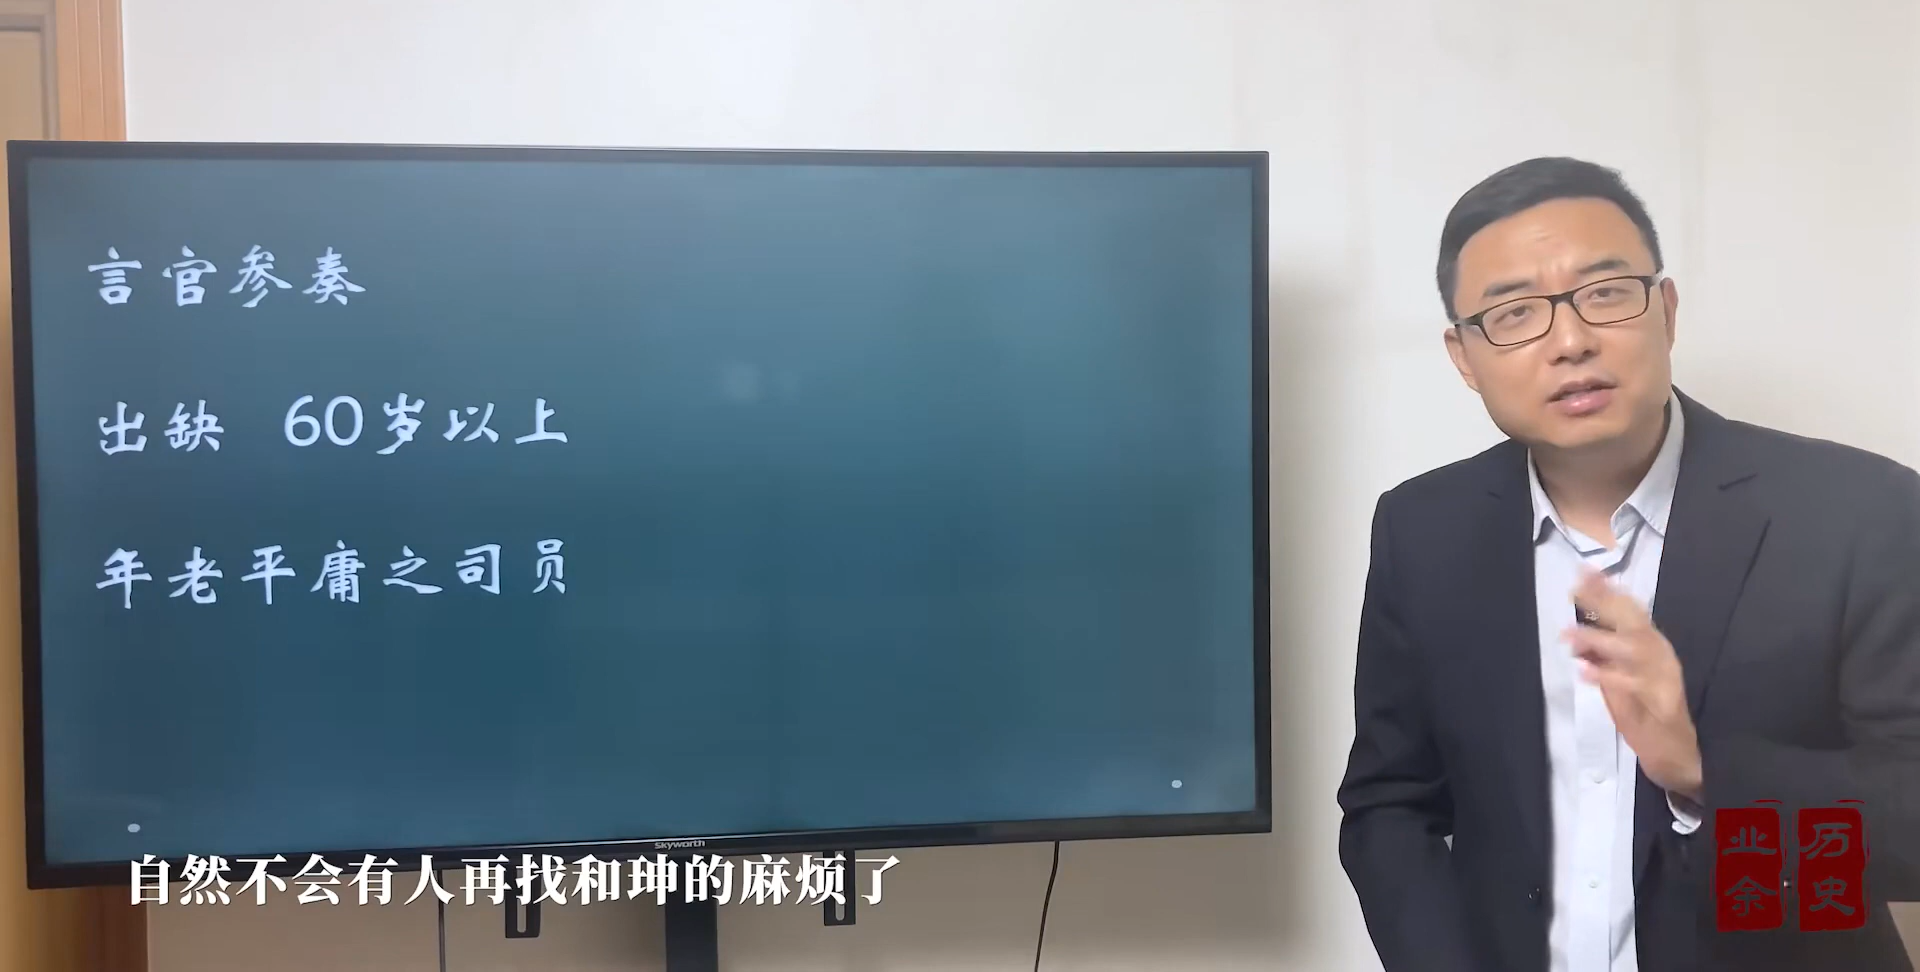 言官参奏
出缺 60岁以上
年老平庸之司员
Skyworth
自然不会有人再找和珅的麻烦了
业余
历史